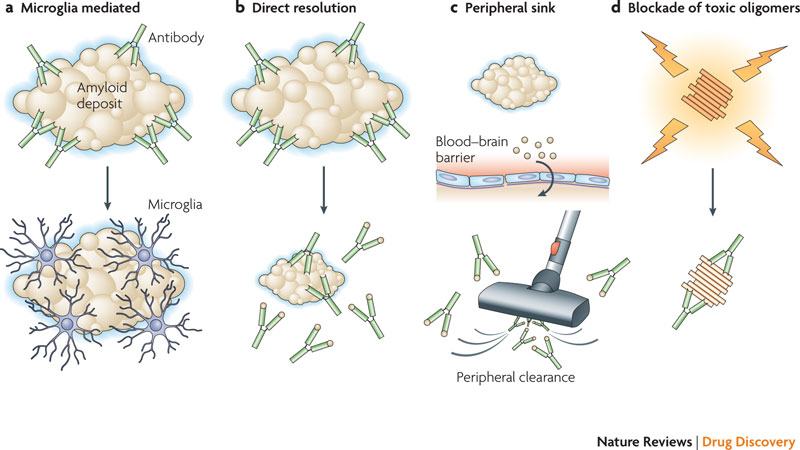 a Microglia mediated
Antibody
Amyloid
deposit
Microglia
b Direct resolution
c Peripheral sink
Blood–brain
barrier
Peripheral clearance
d Blockade of toxic oligomers
Nature Reviews | Drug Discovery